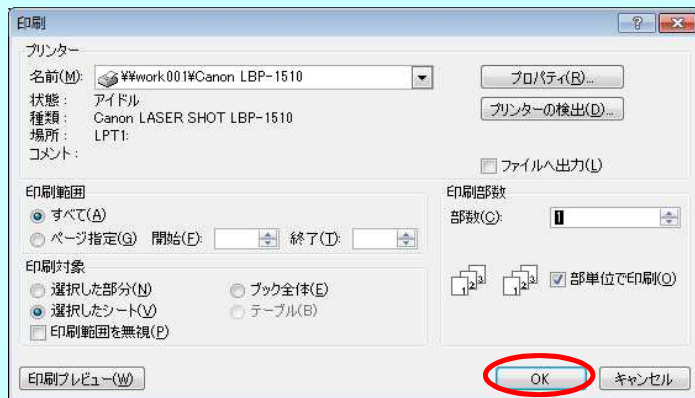 印刷
プリンター
名前(M): ¥¥work001¥Canon LBP-1510
プロパティ(R)...
状態: アイドル
種類: Canon LASER SHOT LBP-1510
プリンターの検出(D)...
場所: LPT1:
コメント:
ファイルへ出力(L)
印刷範囲
すべて(A)
ページ指定(G) 開始(F): 終了(T):
印刷部数
部数(C): 1
1 2 3 1 2 3 部単位で印刷(O)
印刷対象
選択した部分(N) ブック全体(E)
選択したシート(V) テーブル(B)
印刷範囲を無視(P)
印刷プレビュー(W) OK キャンセル